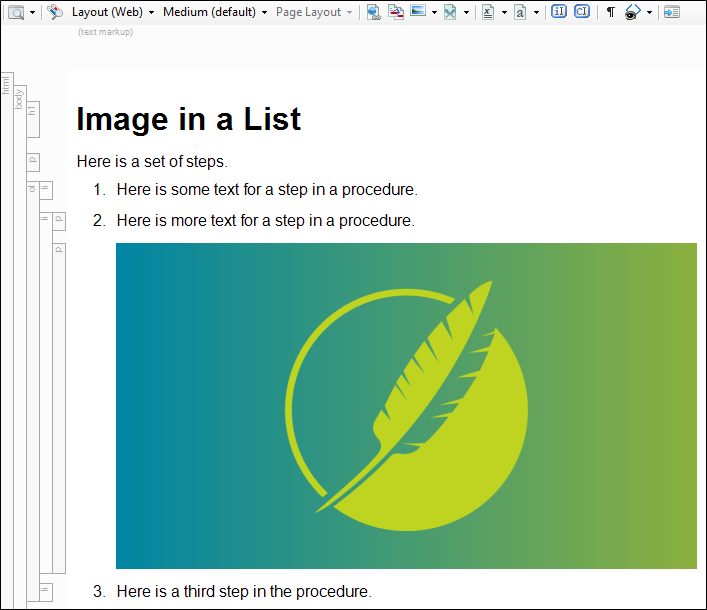 Layout (Web) Medium (default) Page Layout
(text markup)
html
body
h1
Image in a List
p
Here is a set of steps.
ol
li
1. Here is some text for a step in a procedure.
li
p
2. Here is more text for a step in a procedure.
p
li
3. Here is a third step in the procedure.